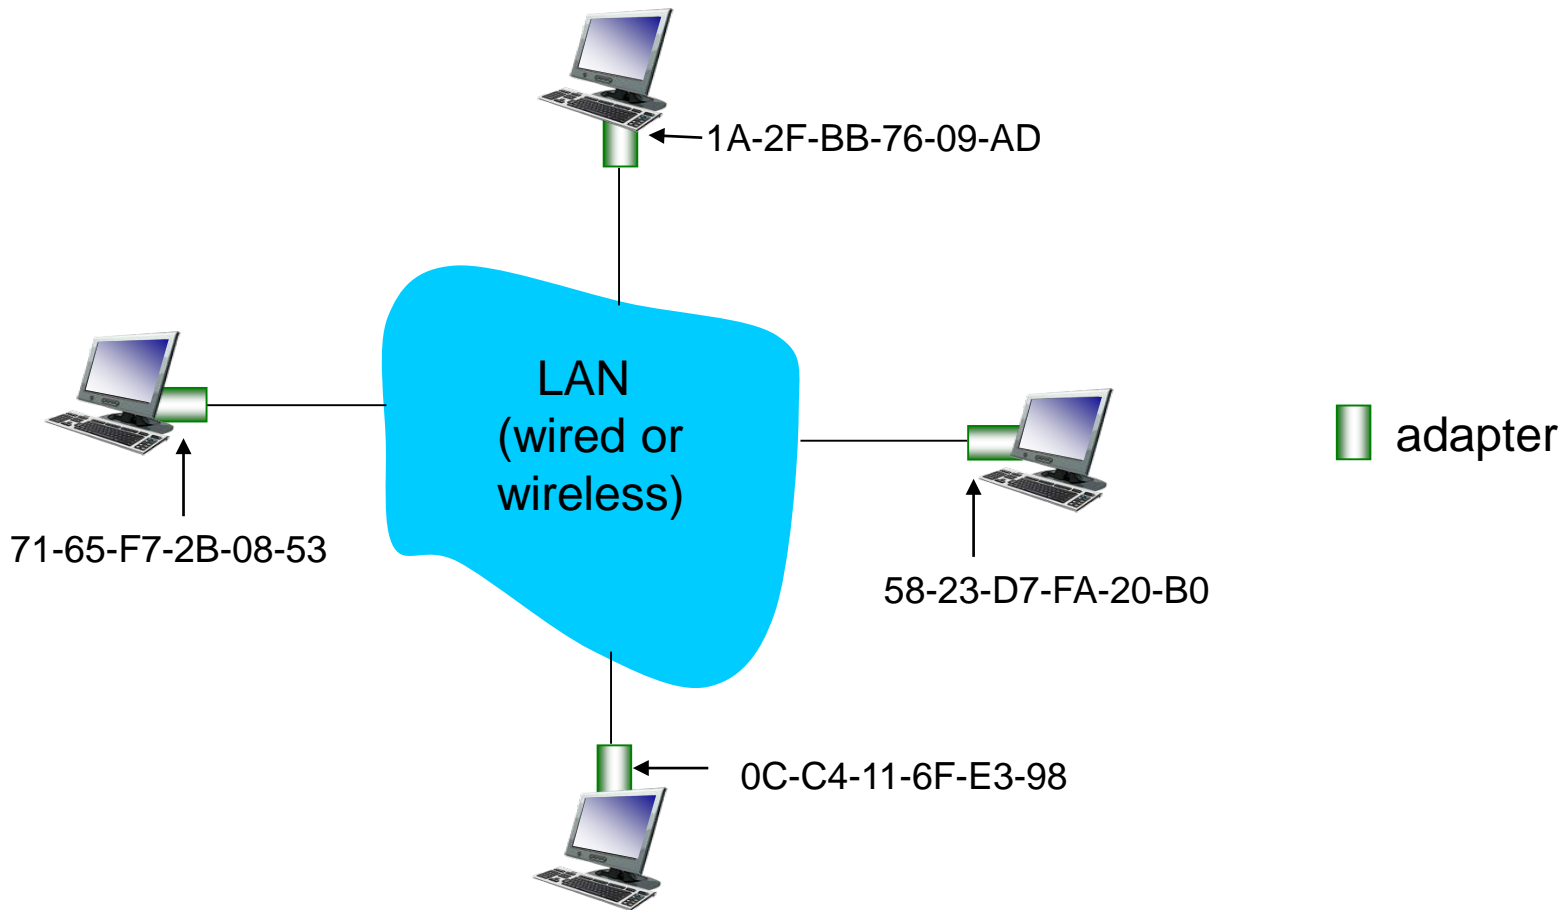 1A-2F-BB-76-09-AD
LAN
(wired or
wireless)
adapter
71-65-F7-2B-08-53
58-23-D7-FA-20-B0
0C-C4-11-6F-E3-98